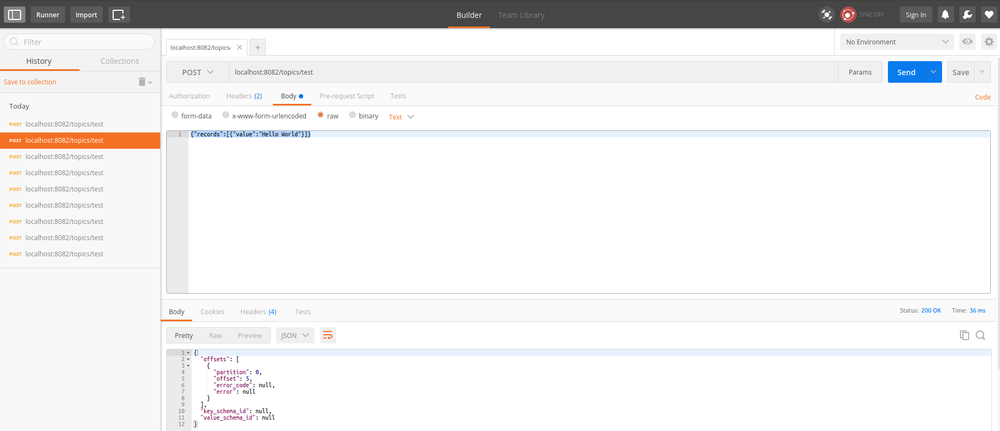 Runner Import Builder Team Library SYNC OFF Sign In
Filter
History Collections
Save to collection
Today
POST localhost:8082/topics/test
POST localhost:8082/topics/test
POST localhost:8082/topics/test
POST localhost:8082/topics/test
POST localhost:8082/topics/test
POST localhost:8082/topics/test
POST localhost:8082/topics/test
POST localhost:8082/topics/test
POST localhost:8082/topics/test
localhost:8082/topics/ No Environment
POST localhost:8082/topics/test Params Send Save
Authorization Headers (2) Body Pre-request Script Tests Code
form-data x-www-form-urlencoded raw binary Text
1 {"records":[{"value":"Hello World"}]}
Body Cookies Headers (4) Tests Status: 200 OK Time: 36 ms
Pretty Raw Preview JSON
1 {
2 "offsets": [
3 {
4 "partition": 0,
5 "offset": 5,
6 "error_code": null,
7 "error": null
8 }
9 ],
10 "key_schema_id": null,
11 "value_schema_id": null
12 }